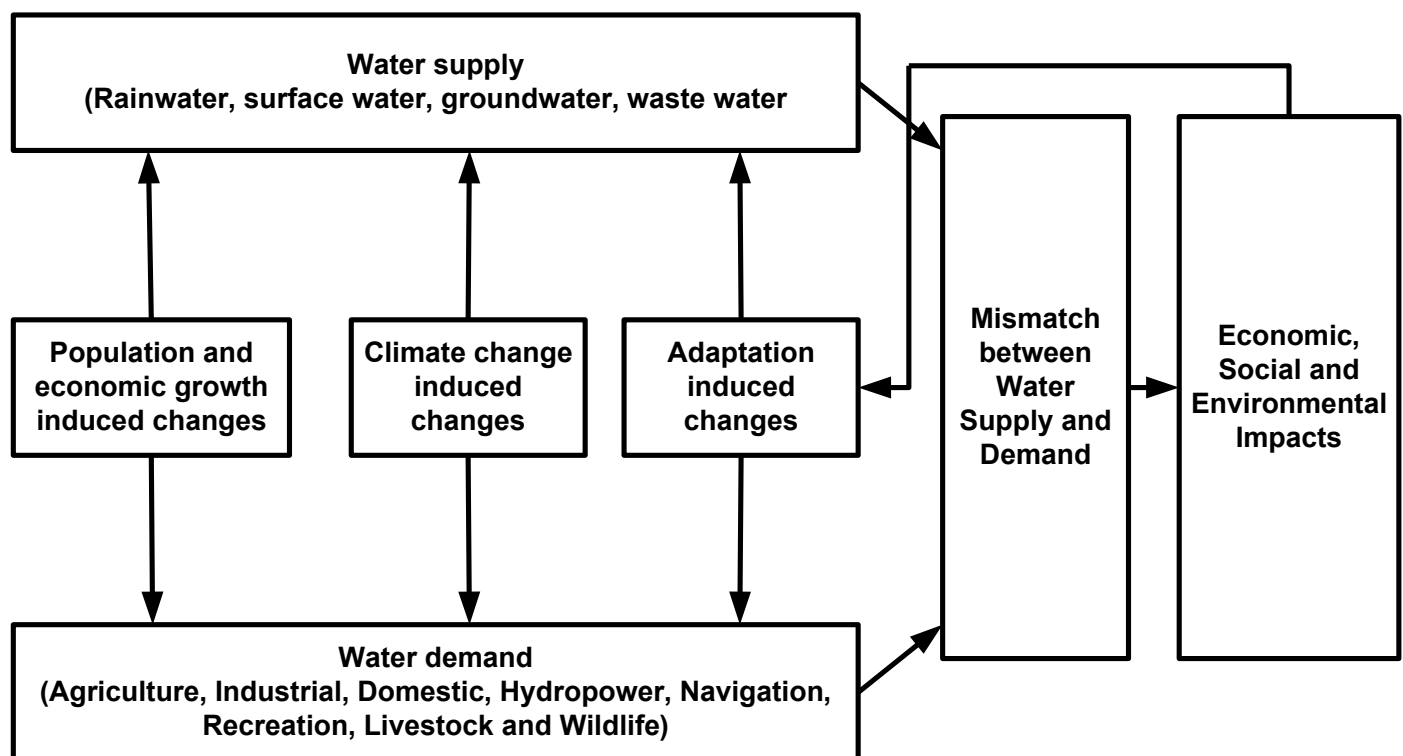 Water supply
(Rainwater, surface water, groundwater, waste water
Population and
economic growth
induced changes
Climate change
induced
changes
Adaptation
induced
changes
Mismatch
between
Water
Supply and
Demand
Economic,
Social and
Environmental
Impacts
Water demand
(Agriculture, Industrial, Domestic, Hydropower, Navigation,
Recreation, Livestock and Wildlife)